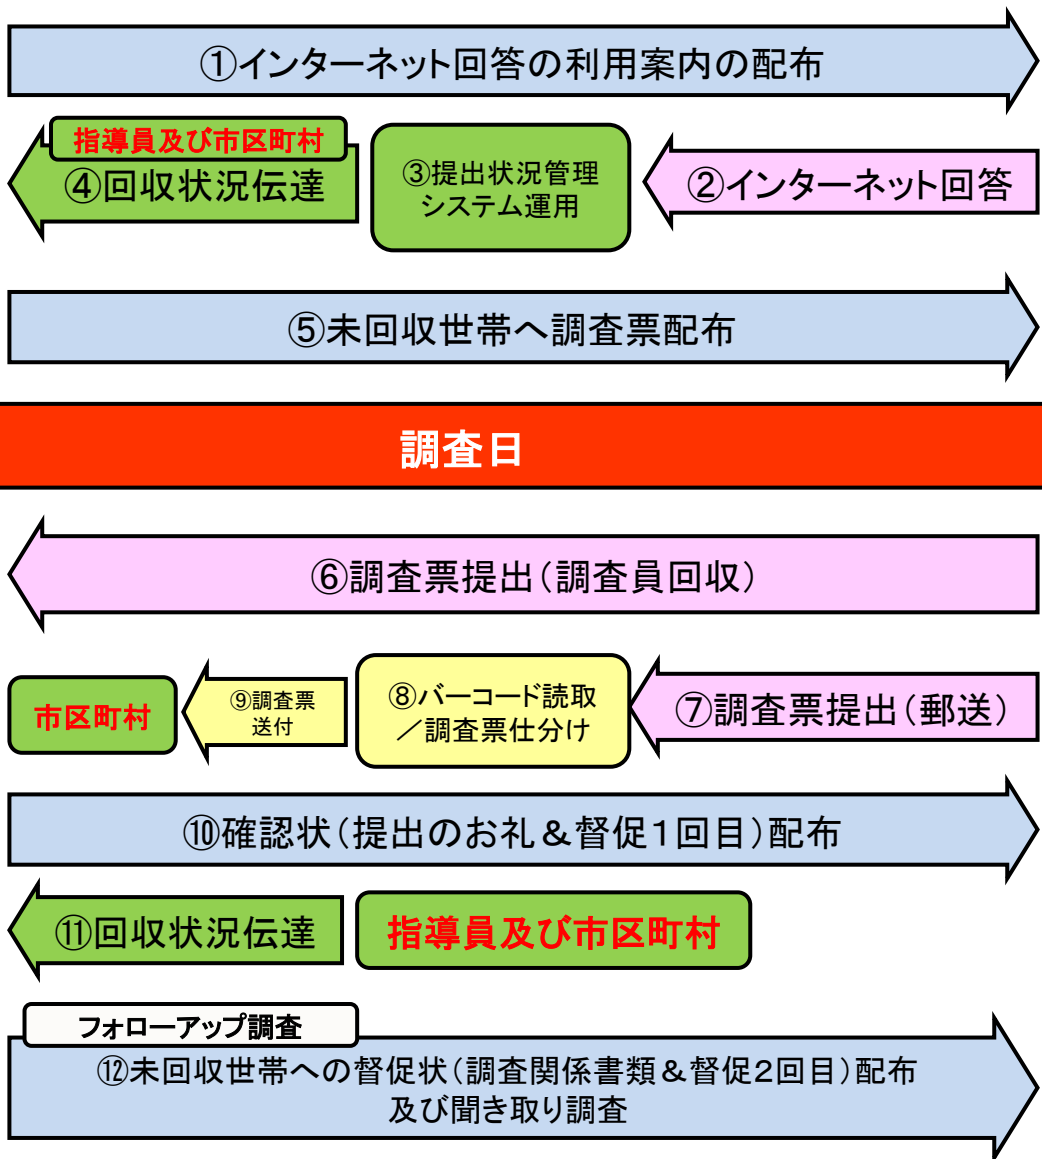 ①インターネット回答の利用案内の配布
指導員及び市区町村
④回収状況伝達
③提出状況管理
システム運用
②インターネット回答
⑤未回収世帯へ調査票配布
調査日
⑥調査票提出(調査員回収)
市区町村
⑨調査票
送付
⑧バーコード読取
／調査票仕分け
⑦調査票提出(郵送)
⑩確認状(提出のお礼&督促1回目)配布
⑪回収状況伝達
指導員及び市区町村
フォローアップ調査
⑫未回収世帯への督促状(調査関係書類&督促2回目)配布
及び聞き取り調査